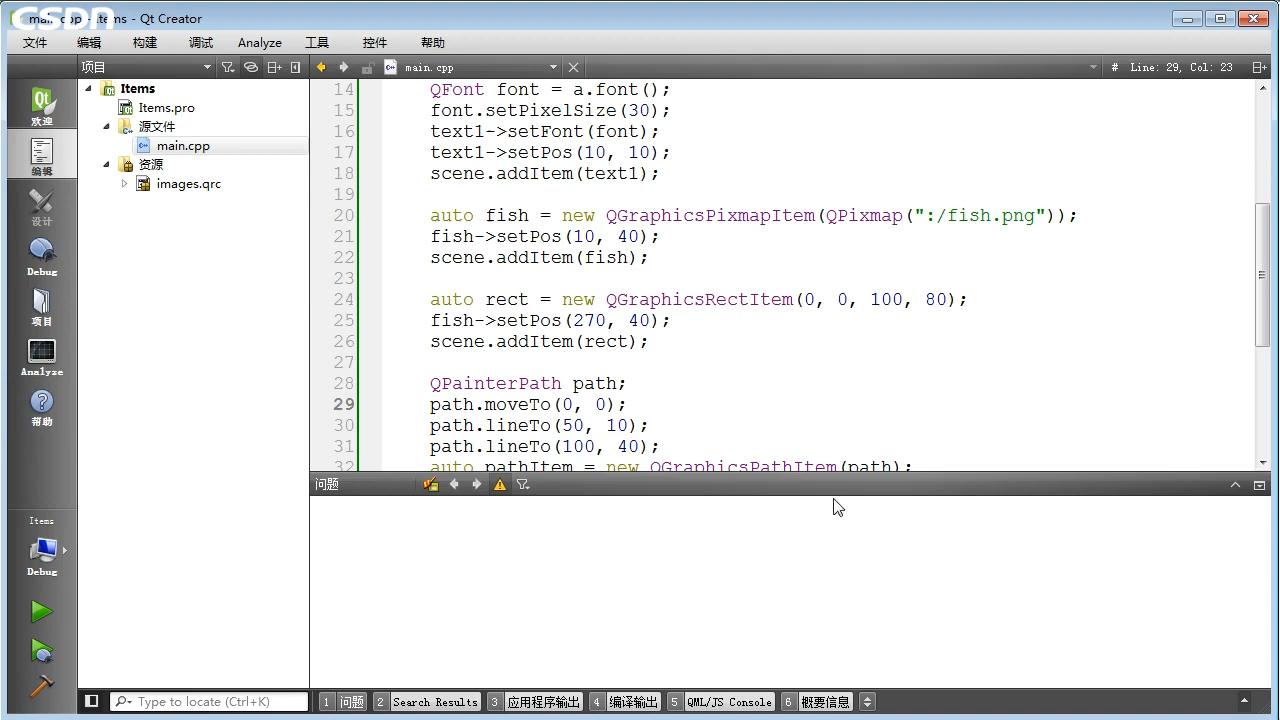 CSDN
main.cpp - Items - Qt Creator
文件 编辑 构建 调试 Analyze 工具 控件 帮助
项目 main.cpp # Line: 29, Col: 23
欢迎
编辑
设计
Debug
项目
Analyze
帮助
Items
Debug
Items
Items.pro
源文件
main.cpp
资源
images.qrc
14 QFont font = a.font();
15 font.setPixelSize(30);
16 text1->setFont(font);
17 text1->setPos(10, 10);
18 scene.addItem(text1);
19
20 auto fish = new QGraphicsPixmapItem(QPixmap(":/fish.png"));
21 fish->setPos(10, 40);
22 scene.addItem(fish);
23
24 auto rect = new QGraphicsRectItem(0, 0, 100, 80);
25 fish->setPos(270, 40);
26 scene.addItem(rect);
27
28 QPainterPath path;
29 path.moveTo(0, 0);
30 path.lineTo(50, 10);
31 path.lineTo(100, 40);
32 auto pathItem = new QGraphicsPathItem(path);
问题
Type to locate (Ctrl+K) 1 问题 2 Search Results 3 应用程序输出 4 编译输出 5 QML/JS Console 6 概要信息